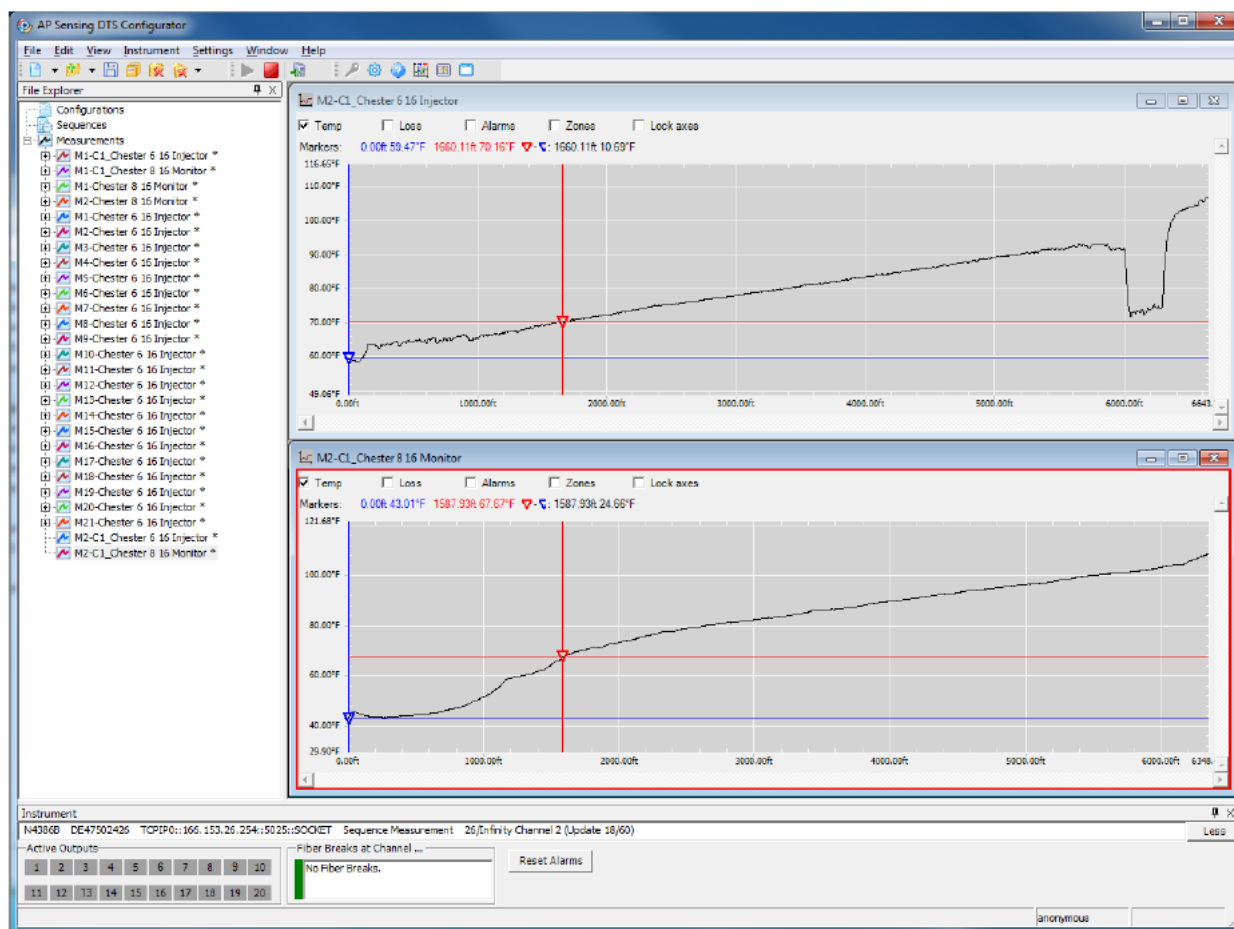 AP Sensing DTS Configurator
File Edit View Instrument Settings Window Help
File Explorer
Configurations
Sequences
Measurements
M1-C1_Chester 6 16 Injector *
M1-C1_Chester 8 16 Monitor *
M1-Chester 8 16 Monitor *
M2-Chester 8 16 Monitor *
M1-Chester 6 16 Injector *
M2-Chester 6 16 Injector *
M3-Chester 6 16 Injector *
M4-Chester 6 16 Injector *
M5-Chester 6 16 Injector *
M6-Chester 6 16 Injector *
M7-Chester 6 16 Injector *
M8-Chester 6 16 Injector *
M9-Chester 6 16 Injector *
M10-Chester 6 16 Injector *
M11-Chester 6 16 Injector *
M12-Chester 6 16 Injector *
M13-Chester 6 16 Injector *
M14-Chester 6 16 Injector *
M15-Chester 6 16 Injector *
M16-Chester 6 16 Injector *
M17-Chester 6 16 Injector *
M18-Chester 6 16 Injector *
M19-Chester 6 16 Injector *
M20-Chester 6 16 Injector *
M21-Chester 6 16 Injector *
M2-C1_Chester 6 16 Injector *
M2-C1_Chester 8 16 Monitor *
M2-C1_Chester 6 16 Injector
Temp Loss Alarms Zones Lock axes
Markers: 0.00ft 59.47°F 1660.11ft 70.16°F - : 1660.11ft 10.69°F
116.65°F
110.00°F
100.00°F
90.00°F
80.00°F
70.00°F
60.00°F
49.06°F
0.00ft 1000.00ft 2000.00ft 3000.00ft 4000.00ft 5000.00ft 6000.00ft 6643.
M2-C1_Chester 8 16 Monitor
Temp Loss Alarms Zones Lock axes
Markers: 0.00ft 43.01°F 1587.93ft 67.67°F - : 1587.93ft 24.66°F
121.68°F
100.00°F
80.00°F
60.00°F
40.00°F
29.90°F
0.00ft 1000.00ft 2000.00ft 3000.00ft 4000.00ft 5000.00ft 6000.00ft 6348.
Instrument
N4386B DE47502426 TCPIP0::166.153.26.254::5025::SOCKET Sequence Measurement 26/Infinity Channel 2 (Update 18/60)
Less
Active Outputs
1 2 3 4 5 6 7 8 9 10
11 12 13 14 15 16 17 18 19 20
Fiber Breaks at Channel ...
No Fiber Breaks.
Reset Alarms
anonymous